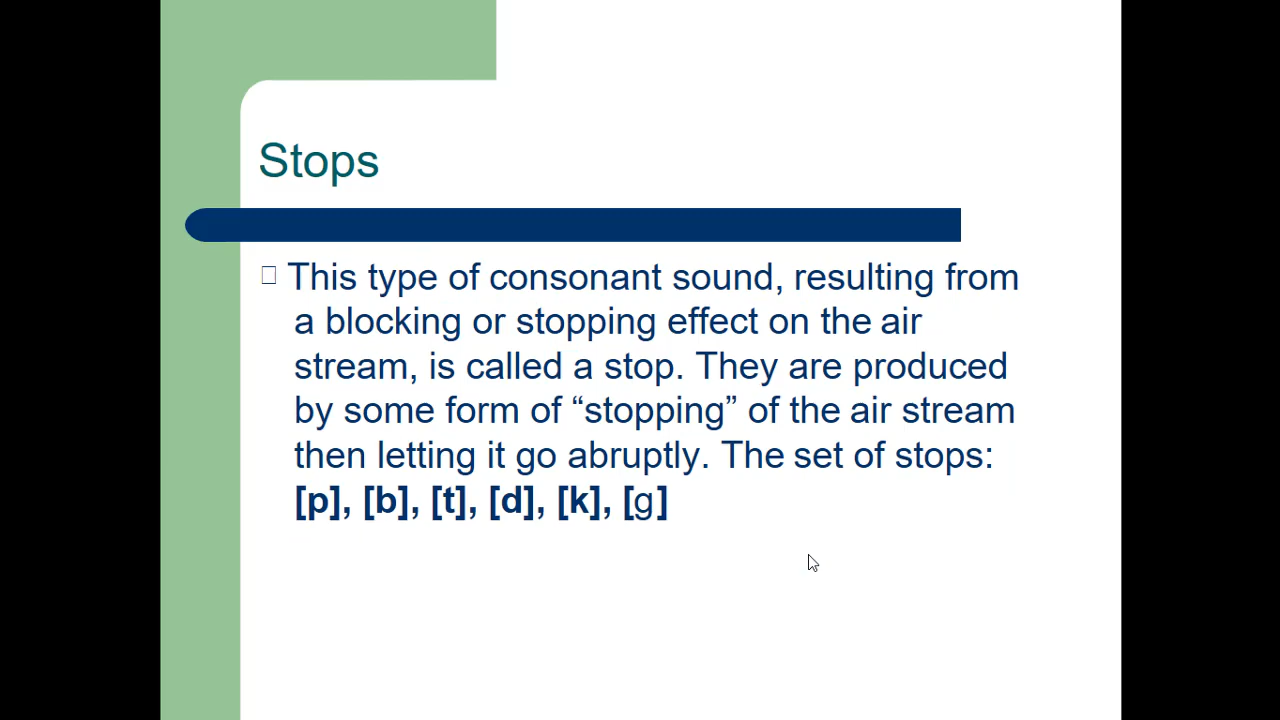 Stops
This type of consonant sound, resulting from
a blocking or stopping effect on the air
stream, is called a stop. They are produced
by some form of “stopping” of the air stream
then letting it go abruptly. The set of stops:
[p], [b], [t], [d], [k], [g]